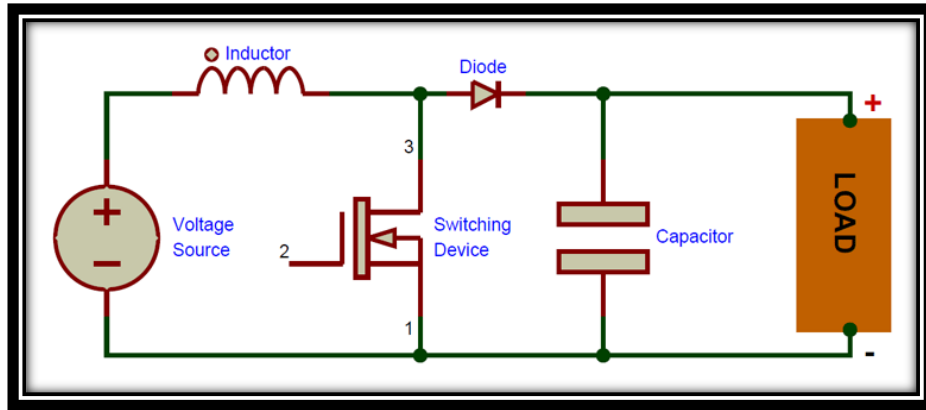 Inductor
Diode
+
3
LOAD
+
Voltage
Source
-
2
Switching
Device
Capacitor
1
-